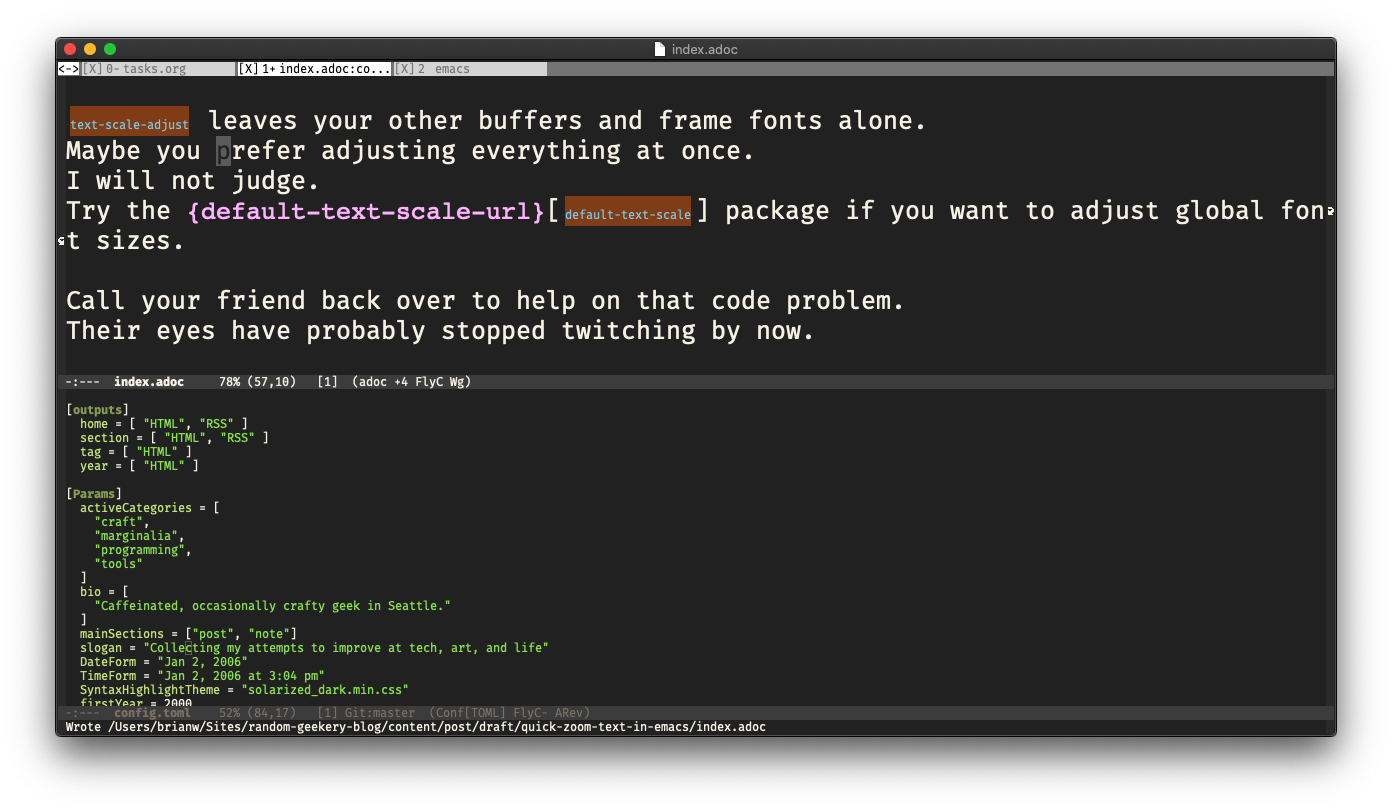 index.adoc
<-> [X] 0- tasks.org [X] 1+ index.adoc:co... [X] 2 emacs
text-scale-adjust leaves your other buffers and frame fonts alone.
Maybe you prefer adjusting everything at once.
I will not judge.
Try the {default-text-scale-url}[ default-text-scale ] package if you want to adjust global fon
t sizes.
Call your friend back over to help on that code problem.
Their eyes have probably stopped twitching by now.
-:--- index.adoc 78% (57,10) [1] (adoc +4 FlyC Wg)
[outputs]
home = [ "HTML", "RSS" ]
section = [ "HTML", "RSS" ]
tag = [ "HTML" ]
year = [ "HTML" ]
[Params]
activeCategories = [
"craft",
"marginalia",
"programming",
"tools"
]
bio = [
"Caffeinated, occasionally crafty geek in Seattle."
]
mainSections = ["post", "note"]
slogan = "Collecting my attempts to improve at tech, art, and life"
DateForm = "Jan 2, 2006"
TimeForm = "Jan 2, 2006 at 3:04 pm"
SyntaxHighlightTheme = "solarized_dark.min.css"
firstYear = 2000
-:--- config.toml 52% (84,17) [1] Git:master (Conf[TOML] FlyC- ARev)
Wrote /Users/brianw/Sites/random-geekery-blog/content/post/draft/quick-zoom-text-in-emacs/index.adoc